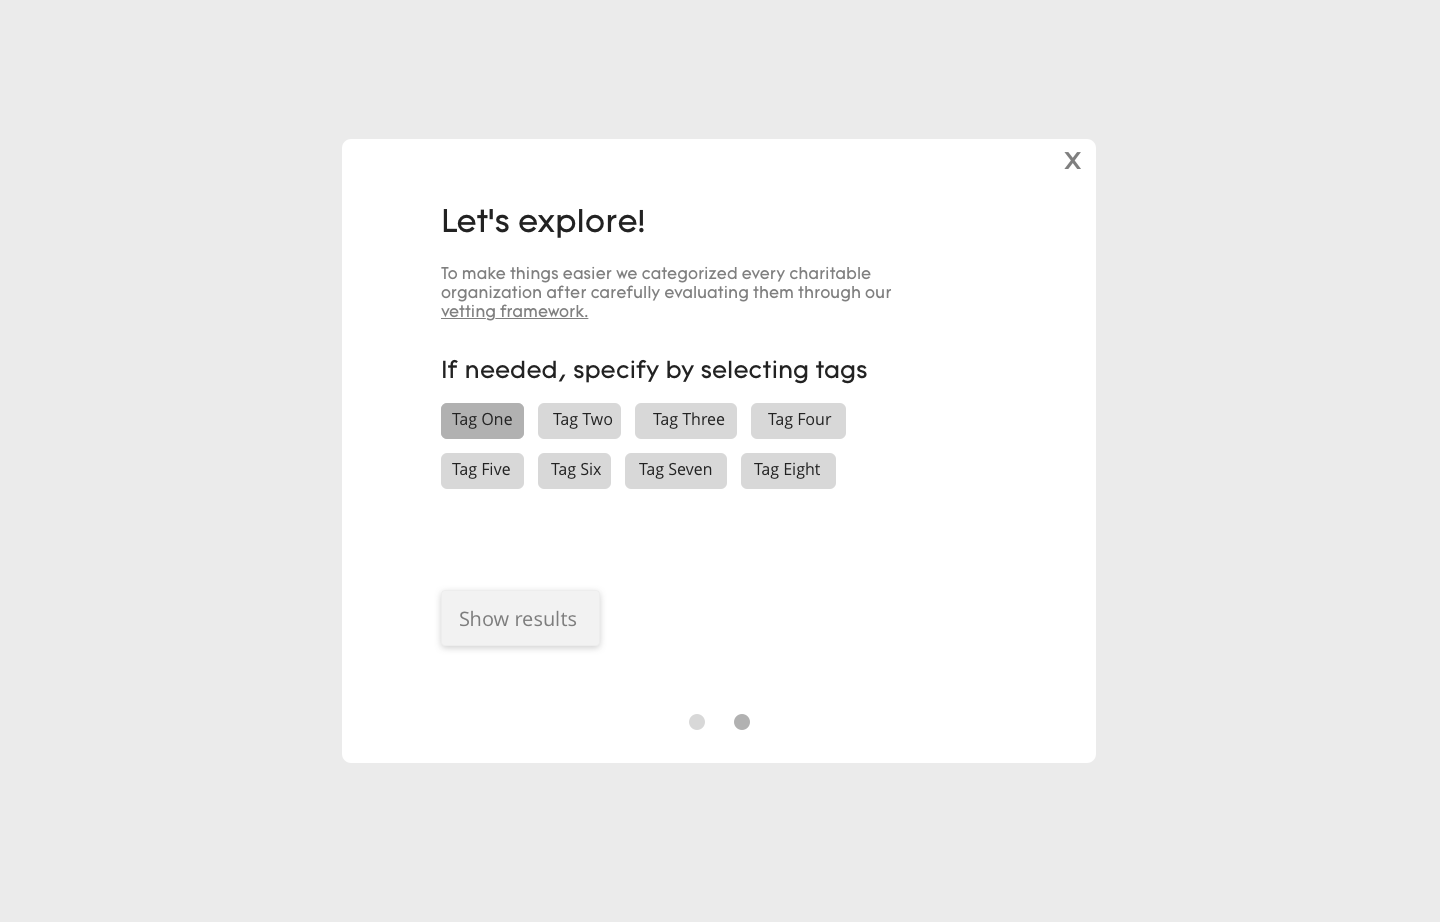 X
Let's explore!
To make things easier we categorized every charitable
organization after carefully evaluating them through our
vetting framework.
If needed, specify by selecting tags
Tag One Tag Two Tag Three Tag Four
Tag Five Tag Six Tag Seven Tag Eight
Show results